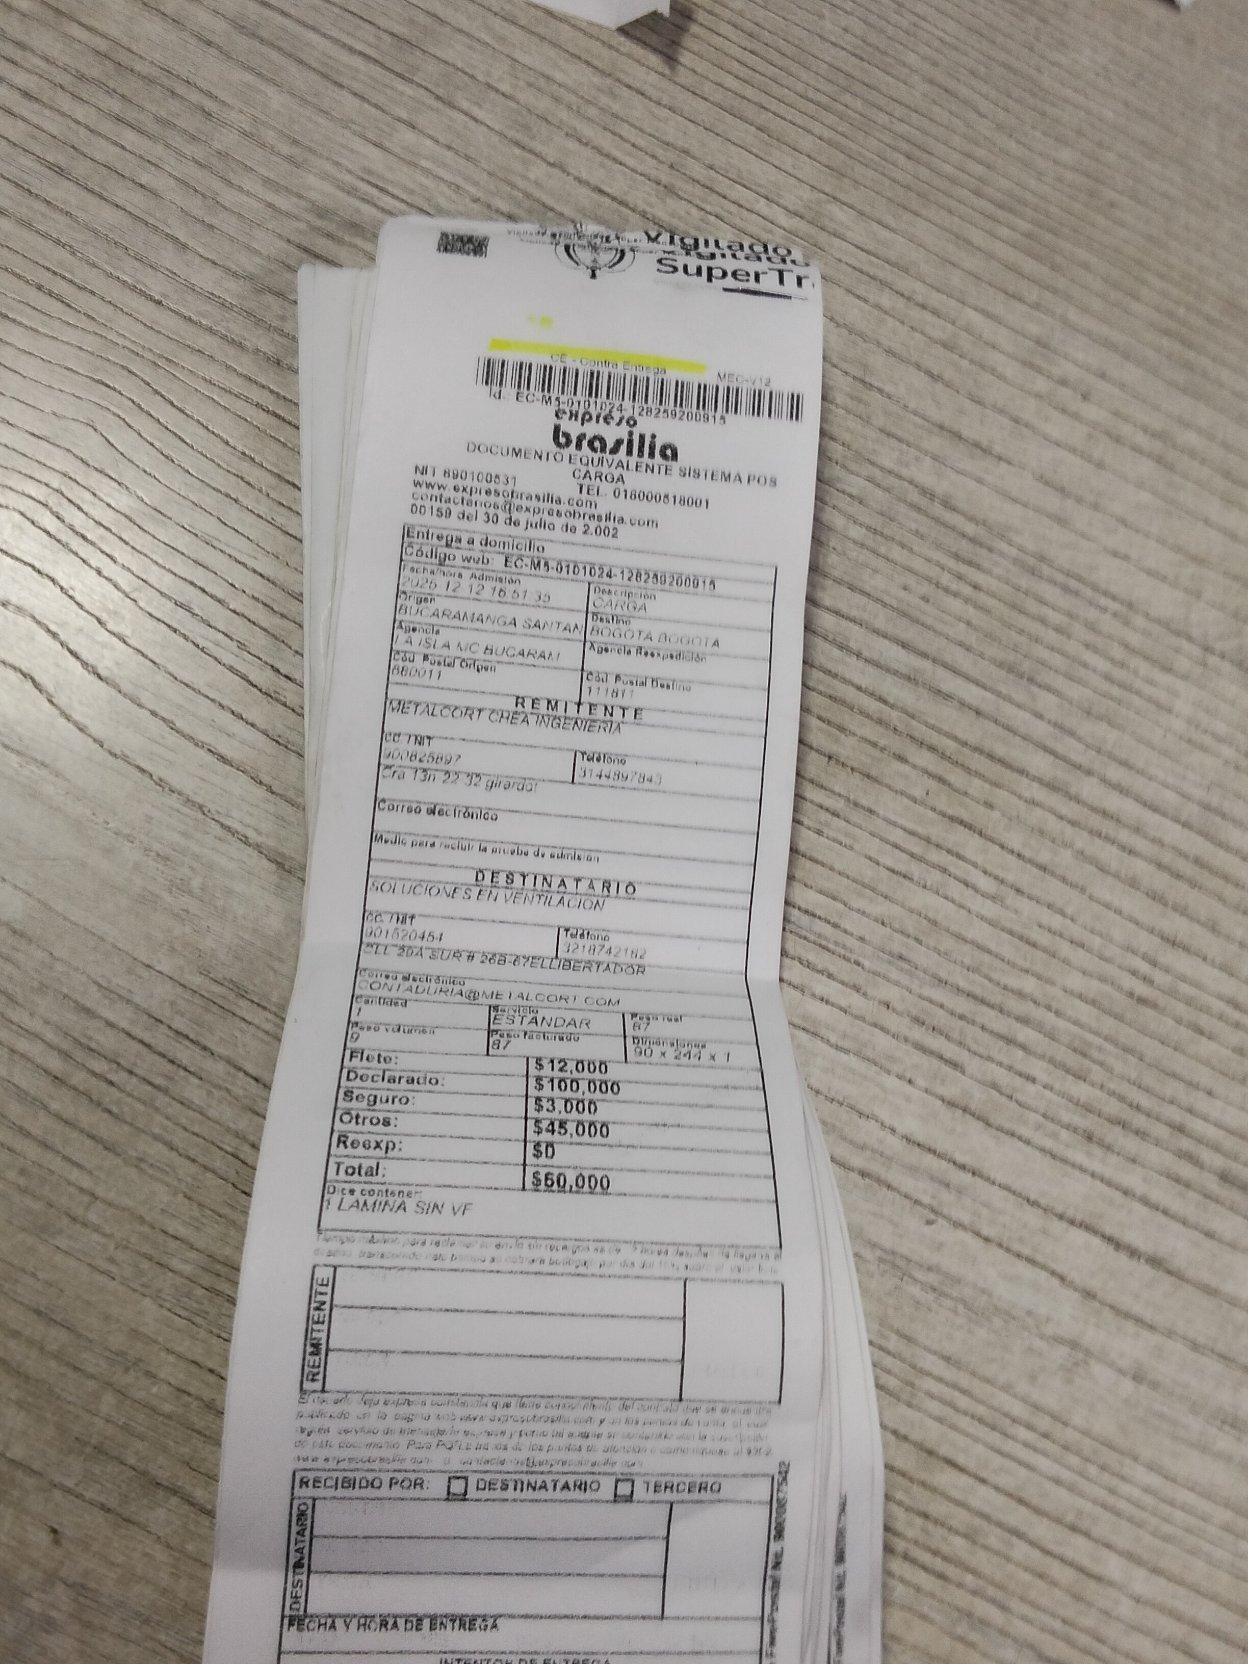 Vigilado
SuperTr
CE - Contra Entrega
MEC-V12
Id.: EC-M5-0101024-128259200915
expreso
brasilia
DOCUMENTO EQUIVALENTE SISTEMA POS
CARGA
NIT 890100531 TEL. 018000518001
www.expresobrasilia.com
contactenos@expresobrasilia.com
00159 del 30 de julio de 2.002
Entrega a domicilio
Código web: EC-M5-0101024-128259200915
Fecha/hora Admisión Descripción
2025 12 12 16:51:35 CARGA
Origen Destino
BUCARAMANGA SANTAN BOGOTA BOGOTA
Agencia Agencia Reexpedición
LA ISLA MC BUCARAM
Cód. Postal Origen Cód. Postal Destino
680011 111811
REMITENTE
METALCORT CHEA INGENIERIA
CC / NIT Teléfono
900825897 3144897843
Cra 13n 22 32 girardot
Correo electrónico
Medio para recibir la prueba de admisión
DESTINATARIO
SOLUCIONES EN VENTILACION
CC / NIT Teléfono
901520454 3218742162
CLL 20A SUR # 26B-67ELLIBERTADOR
Correo electrónico
CONTADURIA@METALCORT COM
Cantidad Servicio Peso real
1 ESTANDAR 87
Peso volumen Peso facturado Dimensiones
9 87 90 x 244 x 1
Flete: $12,000
Declarado: $100,000
Seguro: $3,000
Otros: $45,000
Reexp: $0
Total: $60,000
Dice contener:
1 LAMINA SIN VF
REMITENTE
RECIBIDO POR: DESTINATARIO TERCERO
DESTINATARIO
FECHA Y HORA DE ENTREGA
INTENTOS DE ENTREGA